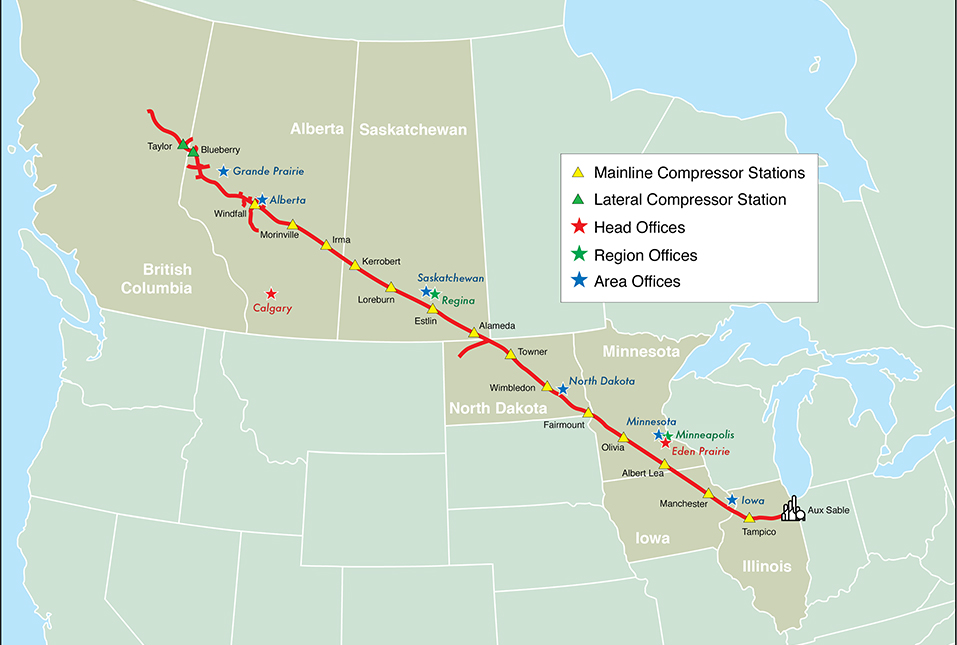 Alberta
Saskatchewan
Taylor
Blueberry
Grande Prairie
Alberta
Windfall
Morinville
Irma
Kerrobert
British
Columbia
Saskatchewan
Loreburn
Regina
Calgary
Estlin
Alameda
Mainline Compressor Stations
Lateral Compressor Station
Head Offices
Region Offices
Area Offices
Towner
Minnesota
Wimbledon
North Dakota
North Dakota
Fairmount
Minnesota
Minneapolis
Olivia
Eden Prairie
Albert Lea
Manchester
Iowa
Aux Sable
Tampico
Iowa
Illinois